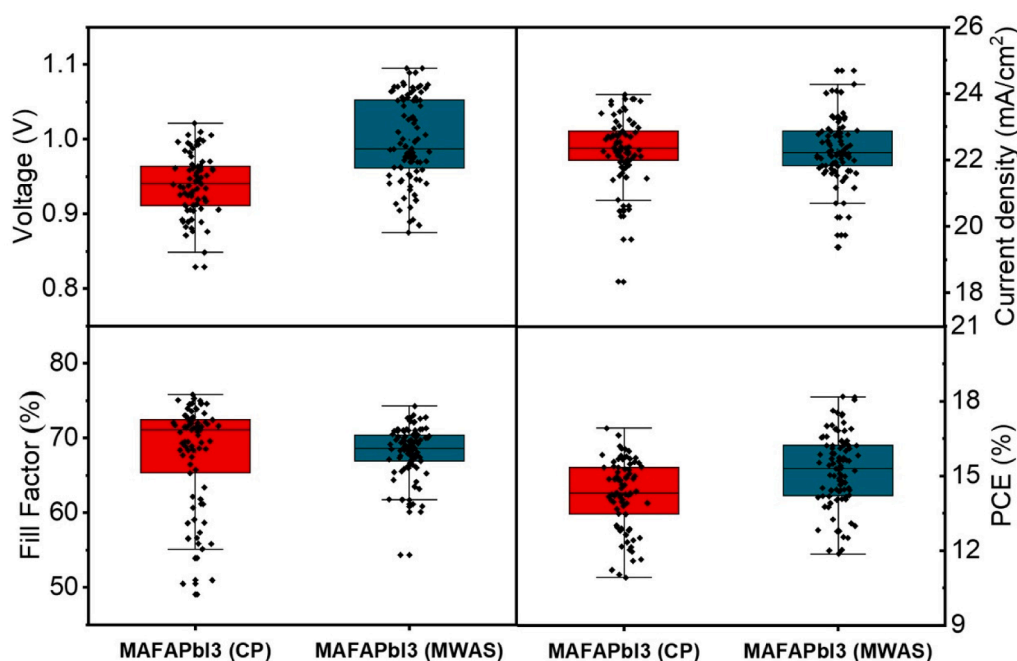 Voltage (V)
1.1
1.0
0.9
0.8
26
24
22
20
18
Current density (mA/cm²)
Fill Factor (%)
80
70
60
50
21
18
15
12
9
PCE (%)
MAFAPbI3 (CP)
MAFAPbI3 (MWAS)
MAFAPbI3 (CP)
MAFAPbI3 (MWAS)